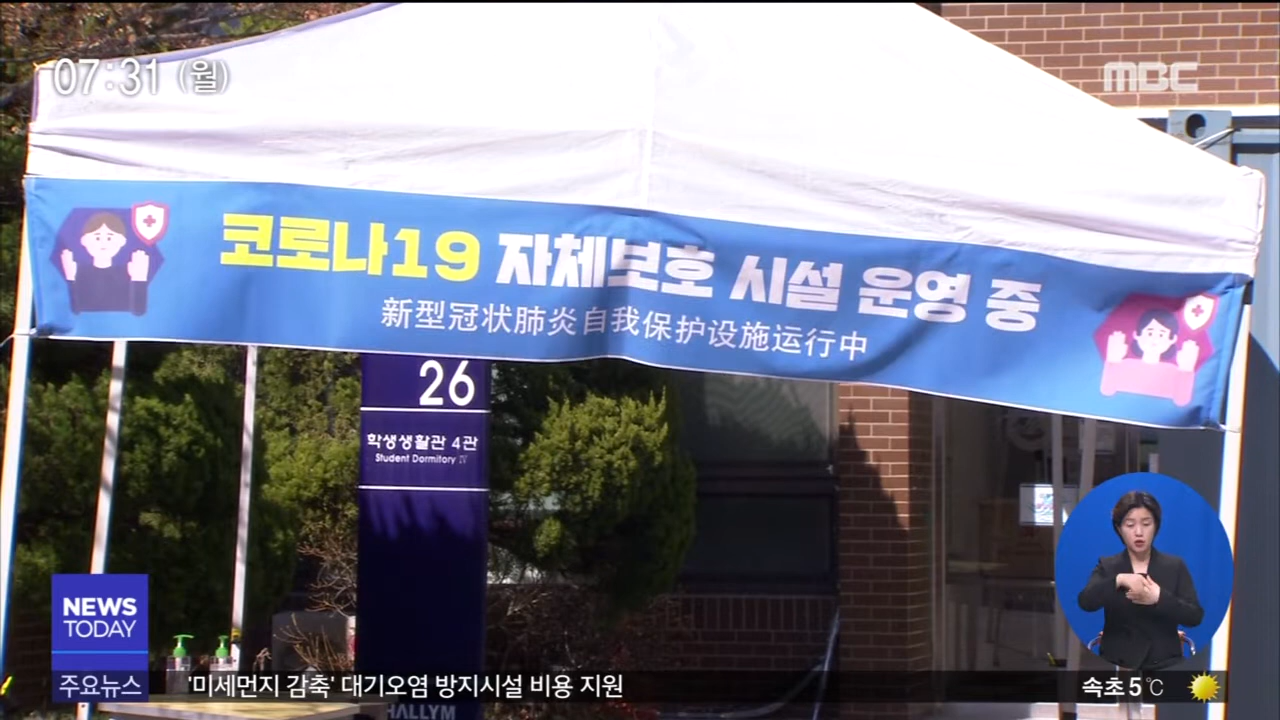 07:31 (월)
MBC
코로나19 자체보호 시설 운영 중
新型冠状肺炎自我保护设施运行中
26
학생생활관 4관
Student Dormitory Ⅳ
NEWS
TODAY
주요뉴스
'미세먼지 감축' 대기오염 방지시설 비용 지원
속초 5℃
HALLYM